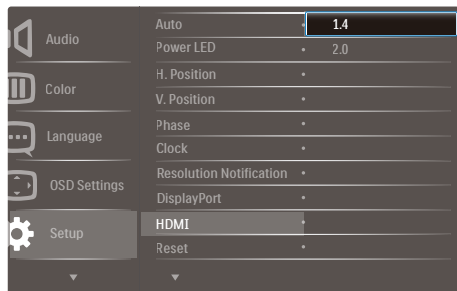 Audio
Color
Language
OSD Settings
Setup
Auto
Power LED
H. Position
V. Position
Phase
Clock
Resolution Notification
DisplayPort
HDMI
Reset
1.4
2.0